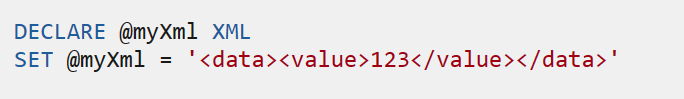 DECLARE @myXml XML
SET @myXml = '<data><value>123</value></data>'